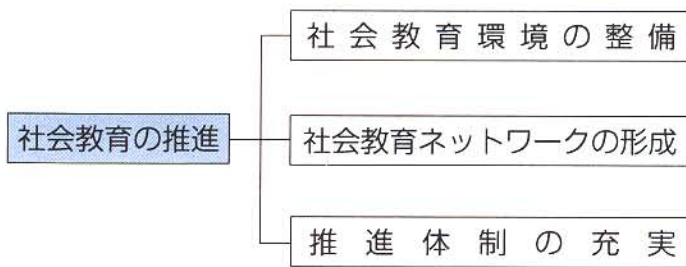 社会教育の推進
社会教育環境の整備
社会教育ネットワークの形成
推進体制の充実